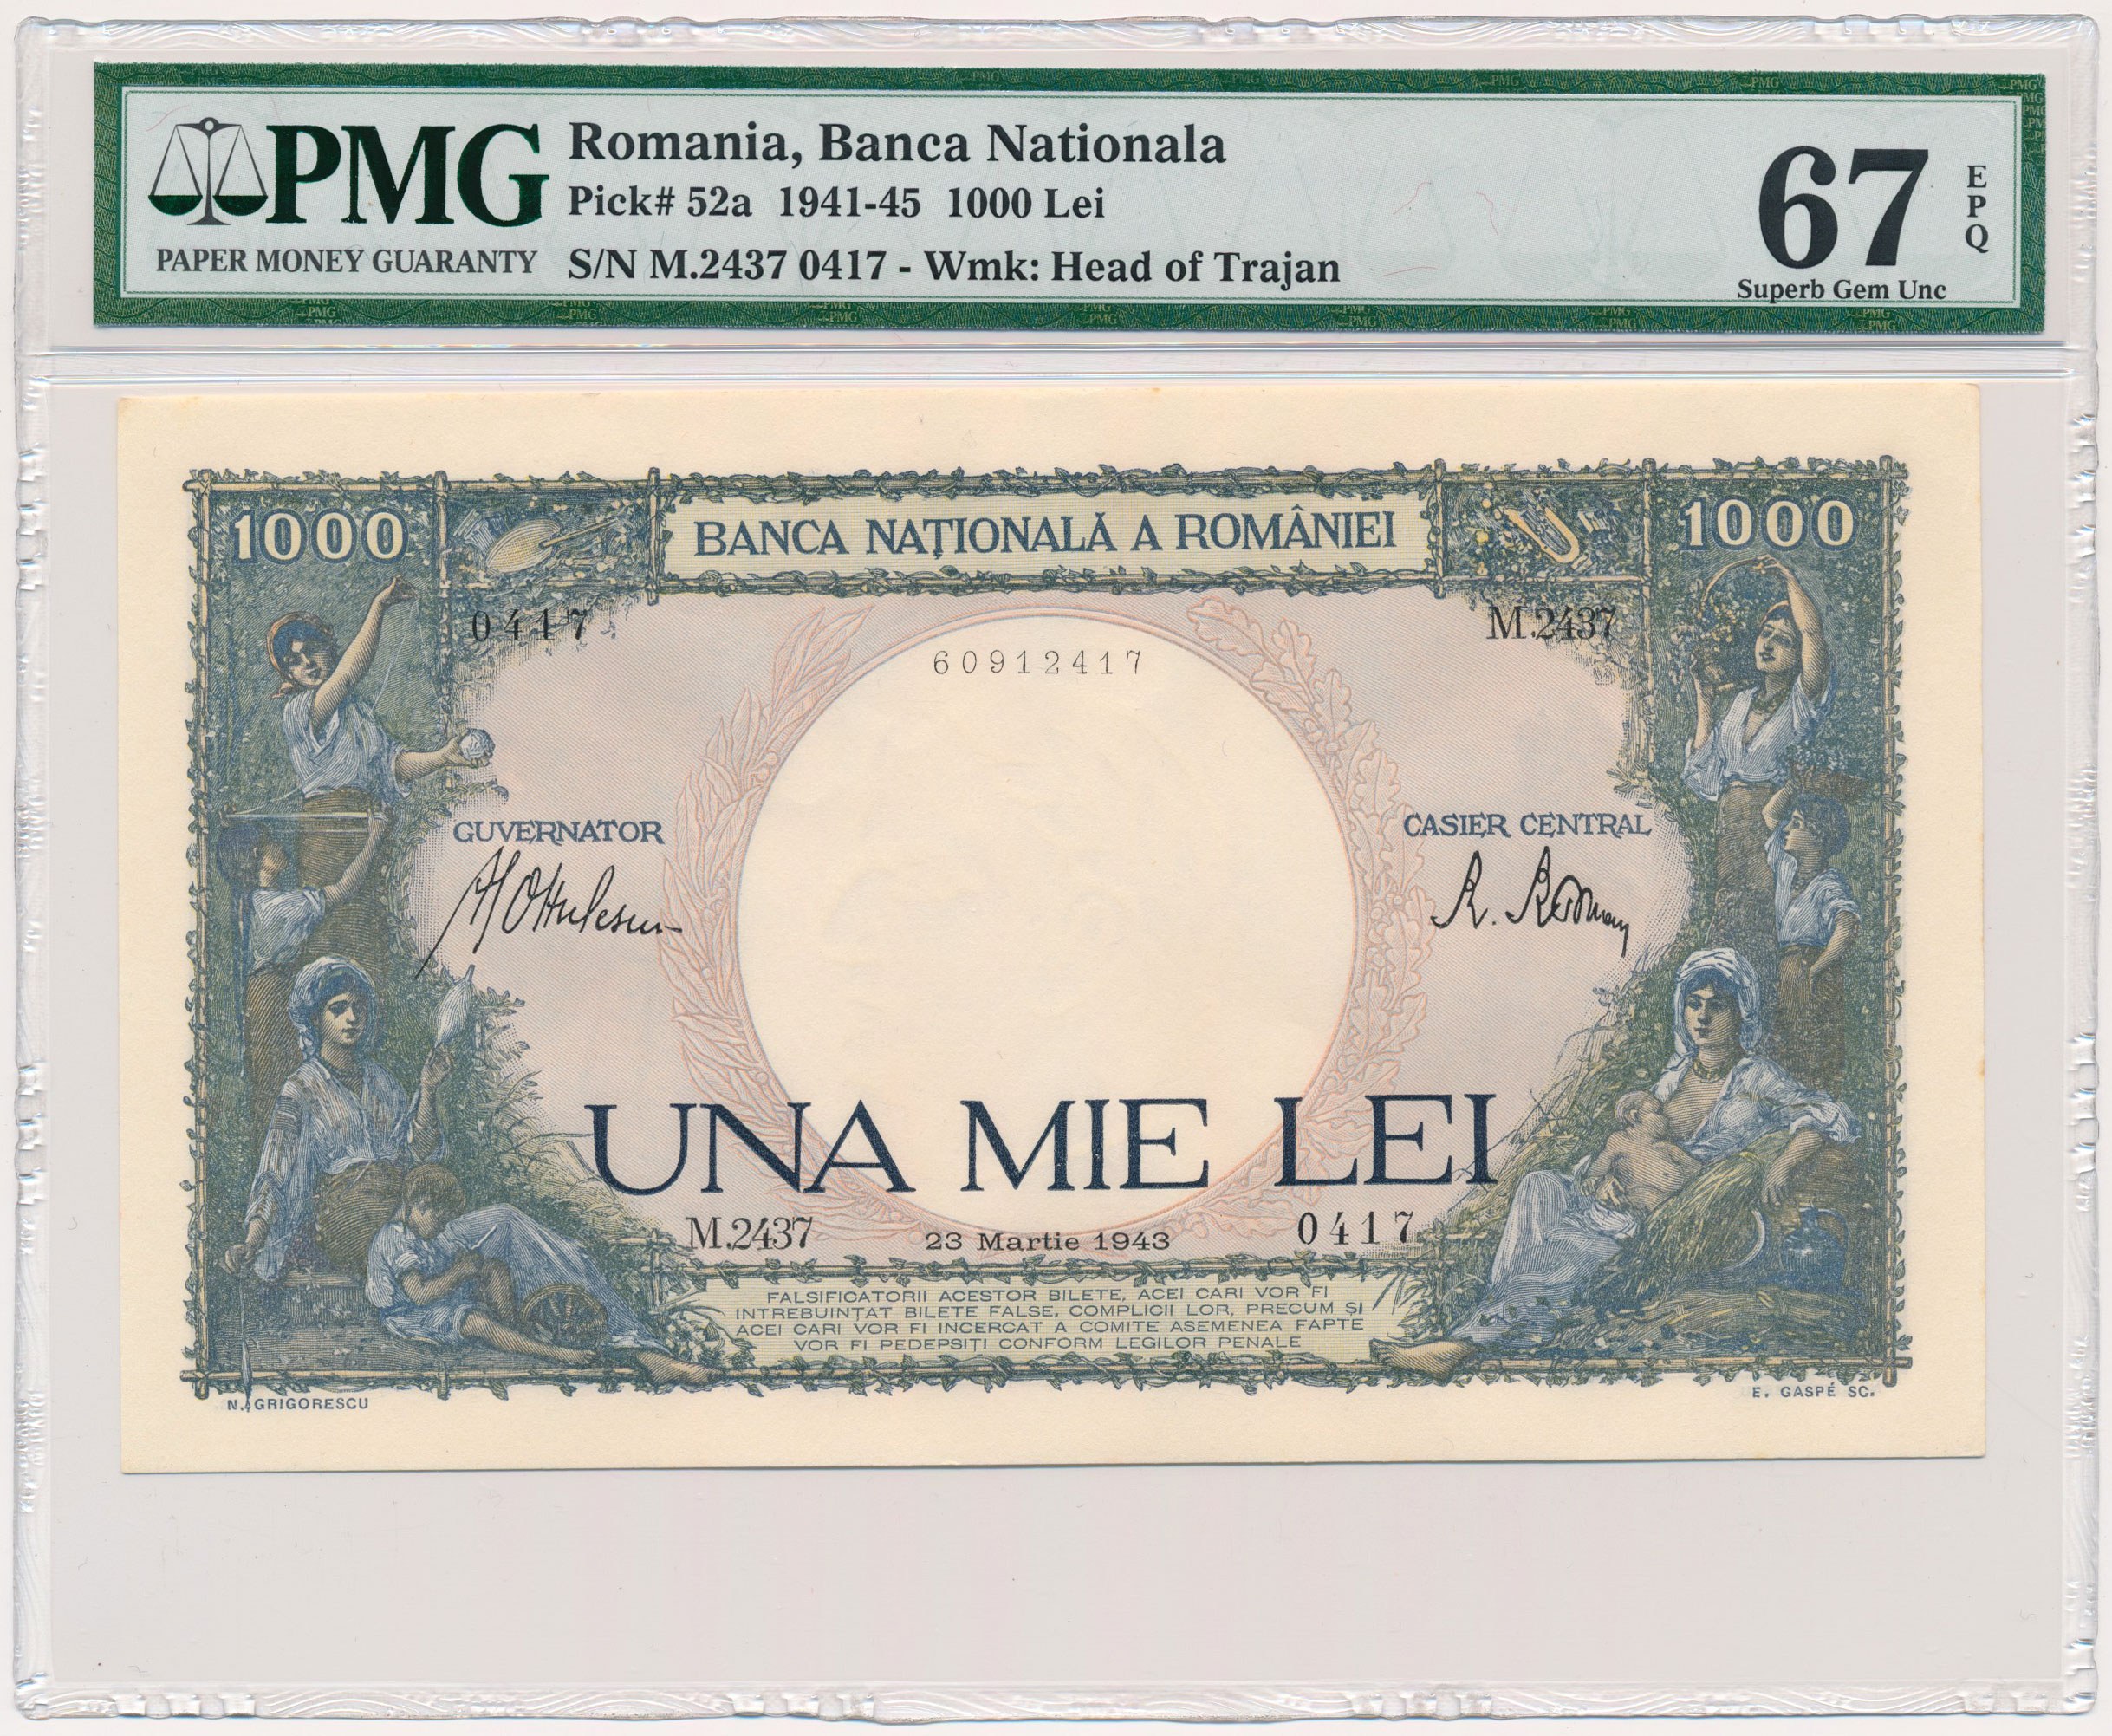 PMG
PAPER MONEY GUARANTY
Romania, Banca Nationala
Pick# 52a 1941-45 1000 Lei
S/N M.2437 0417 - Wmk: Head of Trajan
67
EPQ
Superb Gem Unc
1000
BANCA NAȚIONALĂ A ROMÂNIEI
1000
0417
M.2437
60912417
GUVERNATOR
CASIER CENTRAL
UNA MIE LEI
M.2437
23 Martie 1943
0417
FALSIFICATORII ACESTOR BILETE, ACEI CARI VOR FI
INTREBUINȚAT BILETE FALSE, COMPLICII LOR, PRECUM ȘI
ACEI CARI VOR FI INCERCAT A COMITE ASEMENEA FAPTE
VOR FI PEDEPSIȚI CONFORM LEGILOR PENALE
N. GRIGORESCU
E. GASPÉ SC.